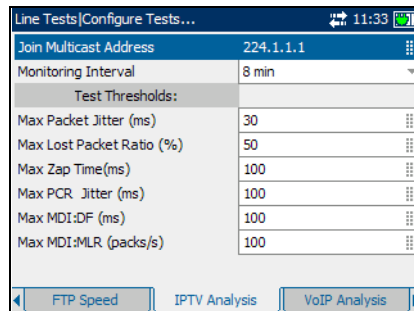 Line Tests|Configure Tests... 11:33
Join Multicast Address 224.1.1.1
Monitoring Interval 8 min
Test Thresholds:
Max Packet Jitter (ms) 30
Max Lost Packet Ratio (%) 50
Max Zap Time(ms) 100
Max PCR Jitter (ms) 100
Max MDI:DF (ms) 100
Max MDI:MLR (packs/s) 100
FTP Speed IPTV Analysis VoIP Analysis